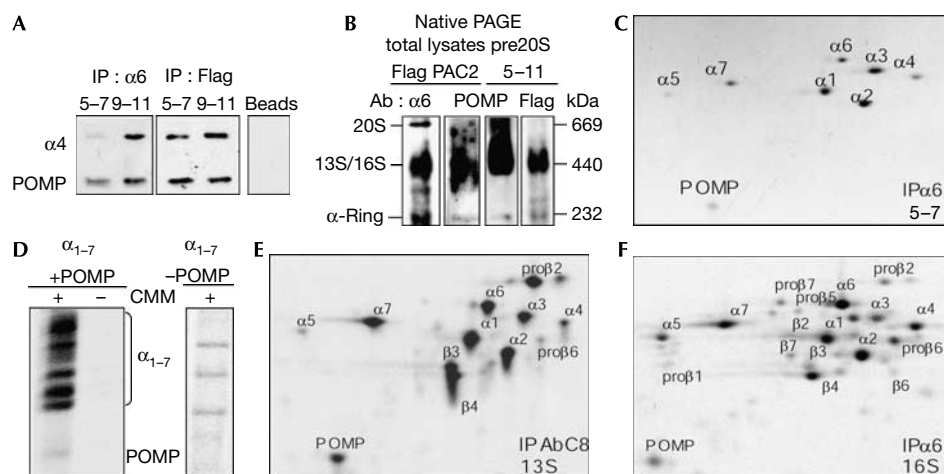 A
IP : α6 IP : Flag
5–7 9–11 5–7 9–11 Beads
α4
POMP
B
Native PAGE
total lysates pre20S
Flag PAC2 5–11
Ab : α6 POMP Flag kDa
20S 669
13S/16S 440
α-Ring 232
C
α6
α3
α4
α5
α7
α1
α2
POMP
IPα6
5–7
D
α1–7 α1–7
+POMP –POMP
+ – CMM +
α1–7
POMP
E
proβ2
α6
α7
α3
α4
α5
α1
α2
β3
proβ6
β4
POMP
IPAbC8
13S
F
proβ2
proβ7
α6
proβ5
α7
α3
α4
α5
β2
α1
β7
β3
α2
proβ6
proβ1
β4
β6
POMP
IPα6
16S